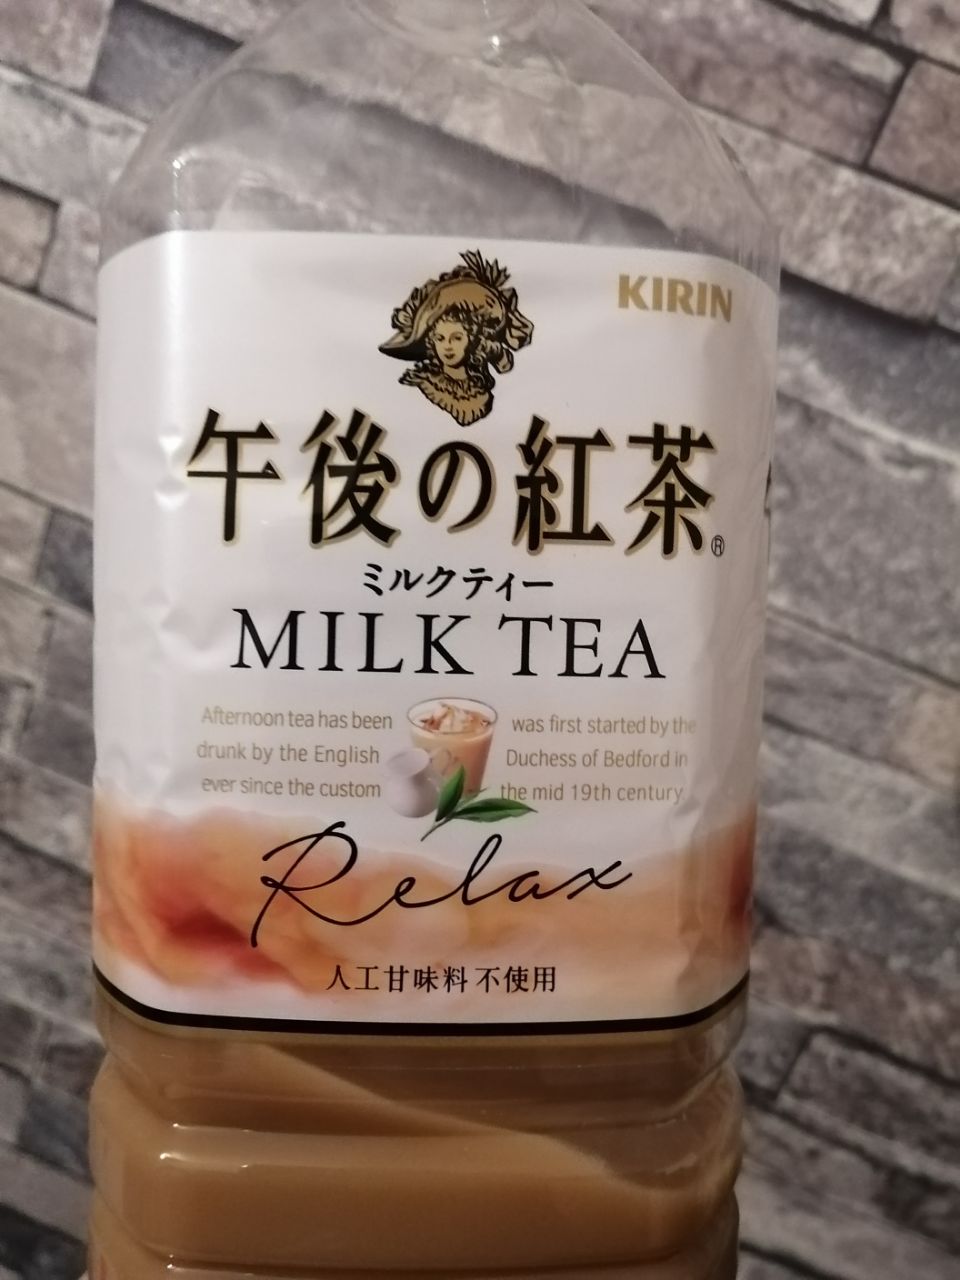 KIRIN
午後の紅茶®
ミルクティー
MILK TEA
Afternoon tea has been
drunk by the English
ever since the custom
was first started by the
Duchess of Bedford in
the mid 19th century.
Relax
人工甘味料 不使用